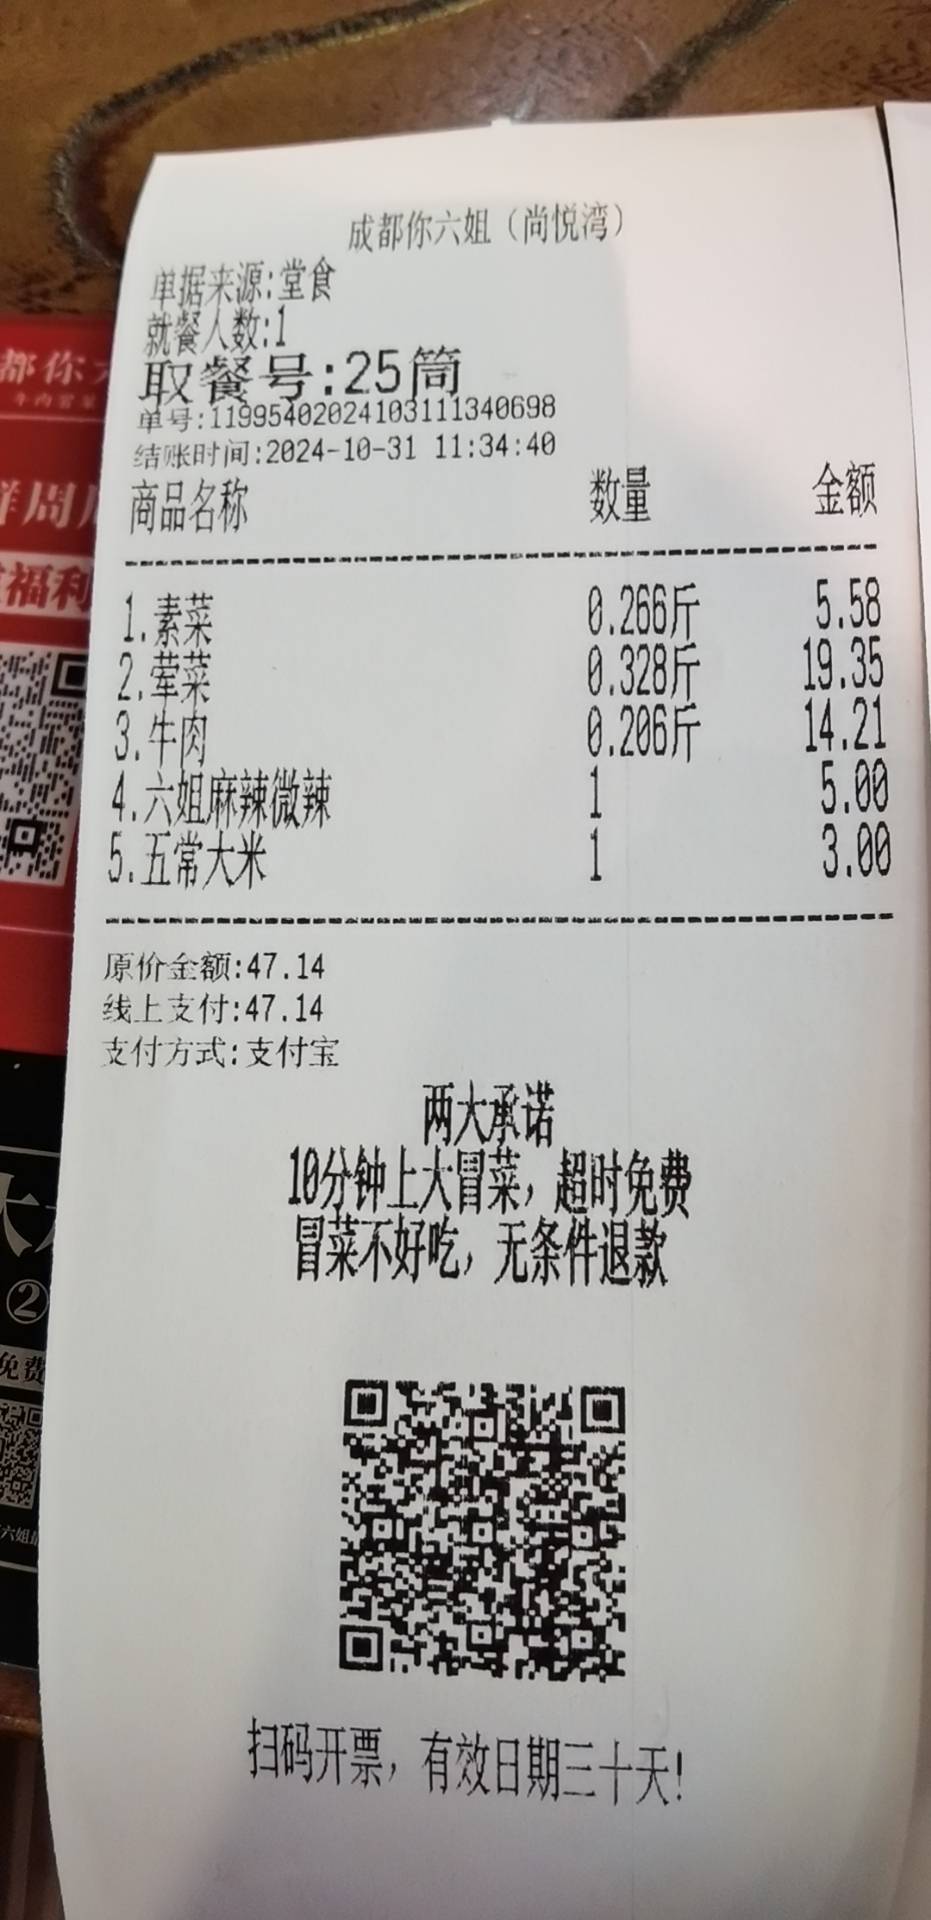 成都你六姐（尚悦湾）
单据来源:堂食
就餐人数:1
取餐号:25筒
单号:11995402024103111340698
结账时间:2024-10-31 11:34:40
商品名称 数量 金额
1.素菜 0.266斤 5.58
2.荤菜 0.328斤 19.35
3.牛肉 0.206斤 14.21
4.六姐麻辣微辣 1 5.00
5.五常大米 1 3.00
原价金额:47.14
线上支付:47.14
支付方式:支付宝
两大承诺
10分钟上大冒菜，超时免费
冒菜不好吃，无条件退款
扫码开票，有效日期三十天!
都你
周
福利
大
②
免费
六姐